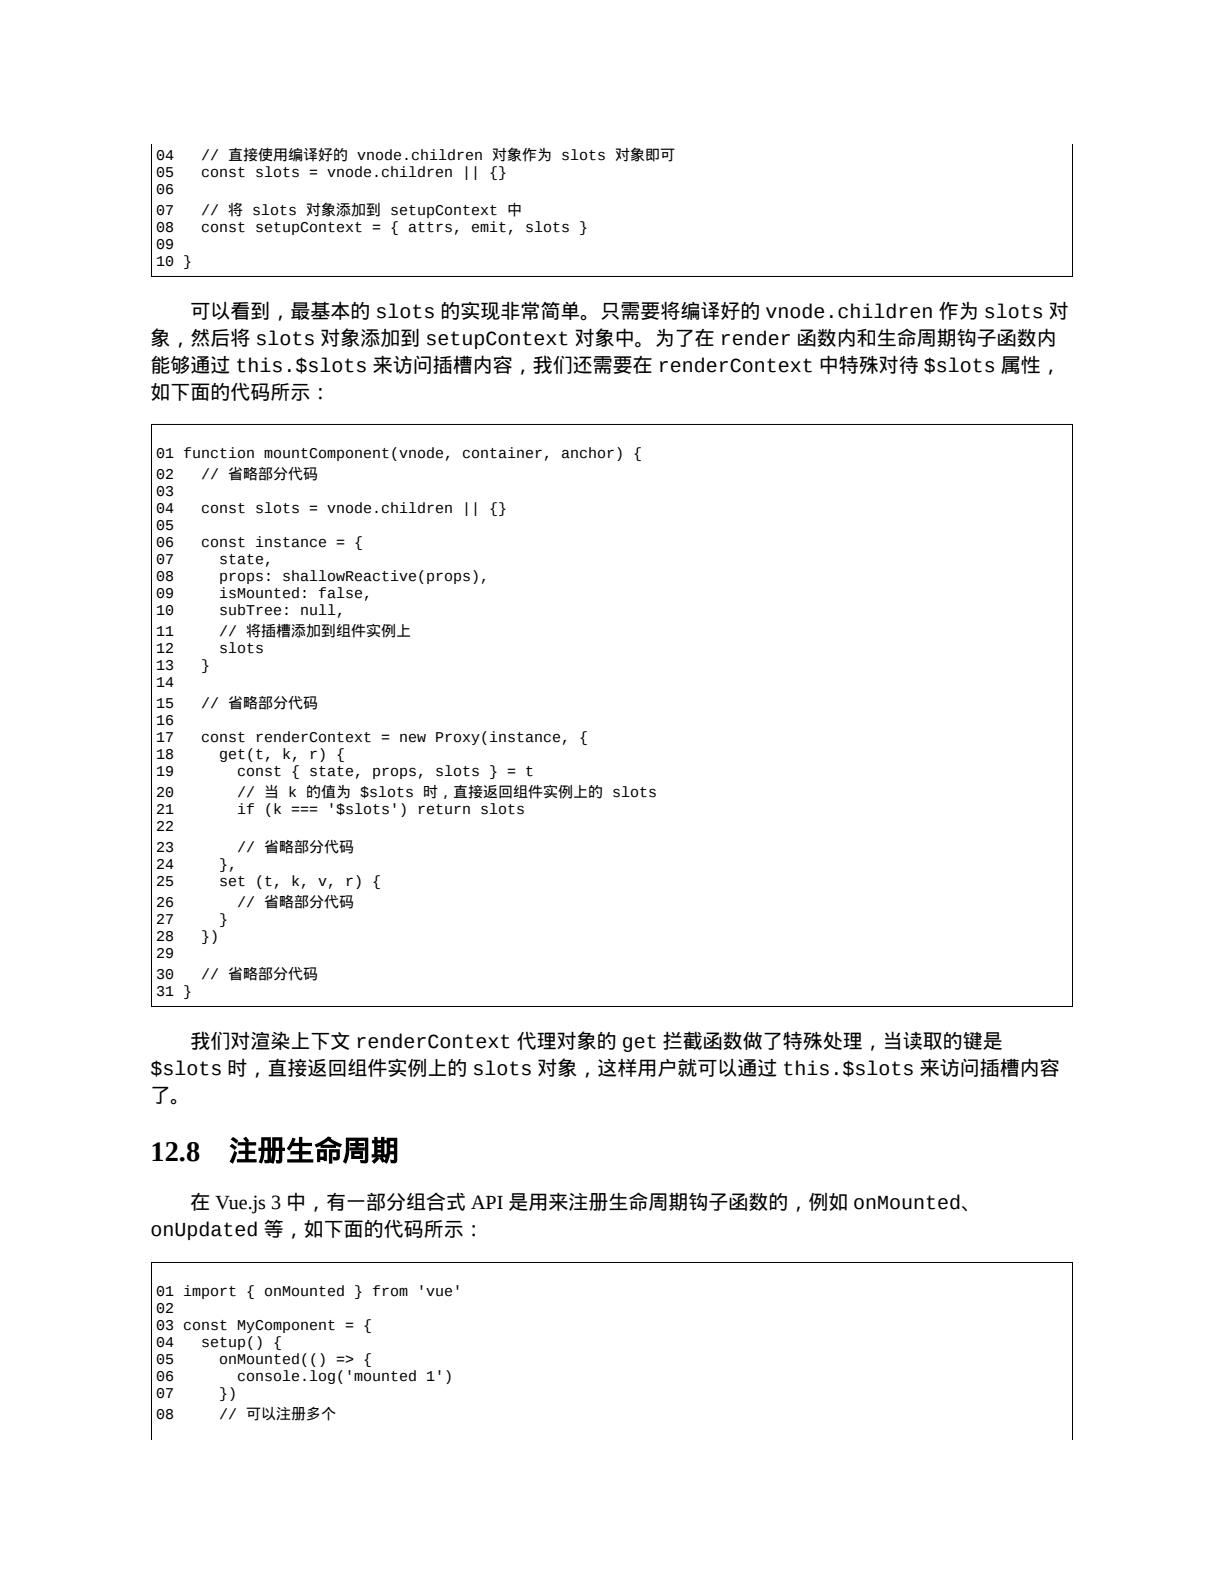 04   // 直接使用编译好的 vnode.children 对象作为 slots 对象即可
05   const slots = vnode.children || {}
06
07   // 将 slots 对象添加到 setupContext 中
08   const setupContext = { attrs, emit, slots }
09
10 }
可以看到，最基本的 slots 的实现非常简单。只需要将编译好的 vnode.children 作为 slots 对
象，然后将 slots 对象添加到 setupContext 对象中。为了在 render 函数内和生命周期钩子函数内
能够通过 this.$slots 来访问插槽内容，我们还需要在 renderContext 中特殊对待 $slots 属性，
如下面的代码所示：
01 function mountComponent(vnode, container, anchor) {
02   // 省略部分代码
03
04   const slots = vnode.children || {}
05
06   const instance = {
07     state,
08     props: shallowReactive(props),
09     isMounted: false,
10     subTree: null,
11     // 将插槽添加到组件实例上
12     slots
13   }
14
15   // 省略部分代码
16
17   const renderContext = new Proxy(instance, {
18     get(t, k, r) {
19       const { state, props, slots } = t
20       // 当 k 的值为 $slots 时，直接返回组件实例上的 slots
21       if (k === '$slots') return slots
22
23       // 省略部分代码
24     },
25     set (t, k, v, r) {
26       // 省略部分代码
27     }
28   })
29
30   // 省略部分代码
31 }
我们对渲染上下文 renderContext 代理对象的 get 拦截函数做了特殊处理，当读取的键是
$slots 时，直接返回组件实例上的 slots 对象，这样用户就可以通过 this.$slots 来访问插槽内容
了。
12.8　注册生命周期
在 Vue.js 3 中，有一部分组合式 API 是用来注册生命周期钩子函数的，例如 onMounted、
onUpdated 等，如下面的代码所示：
01 import { onMounted } from 'vue'
02
03 const MyComponent = {
04   setup() {
05     onMounted(() => {
06       console.log('mounted 1')
07     })
08     // 可以注册多个